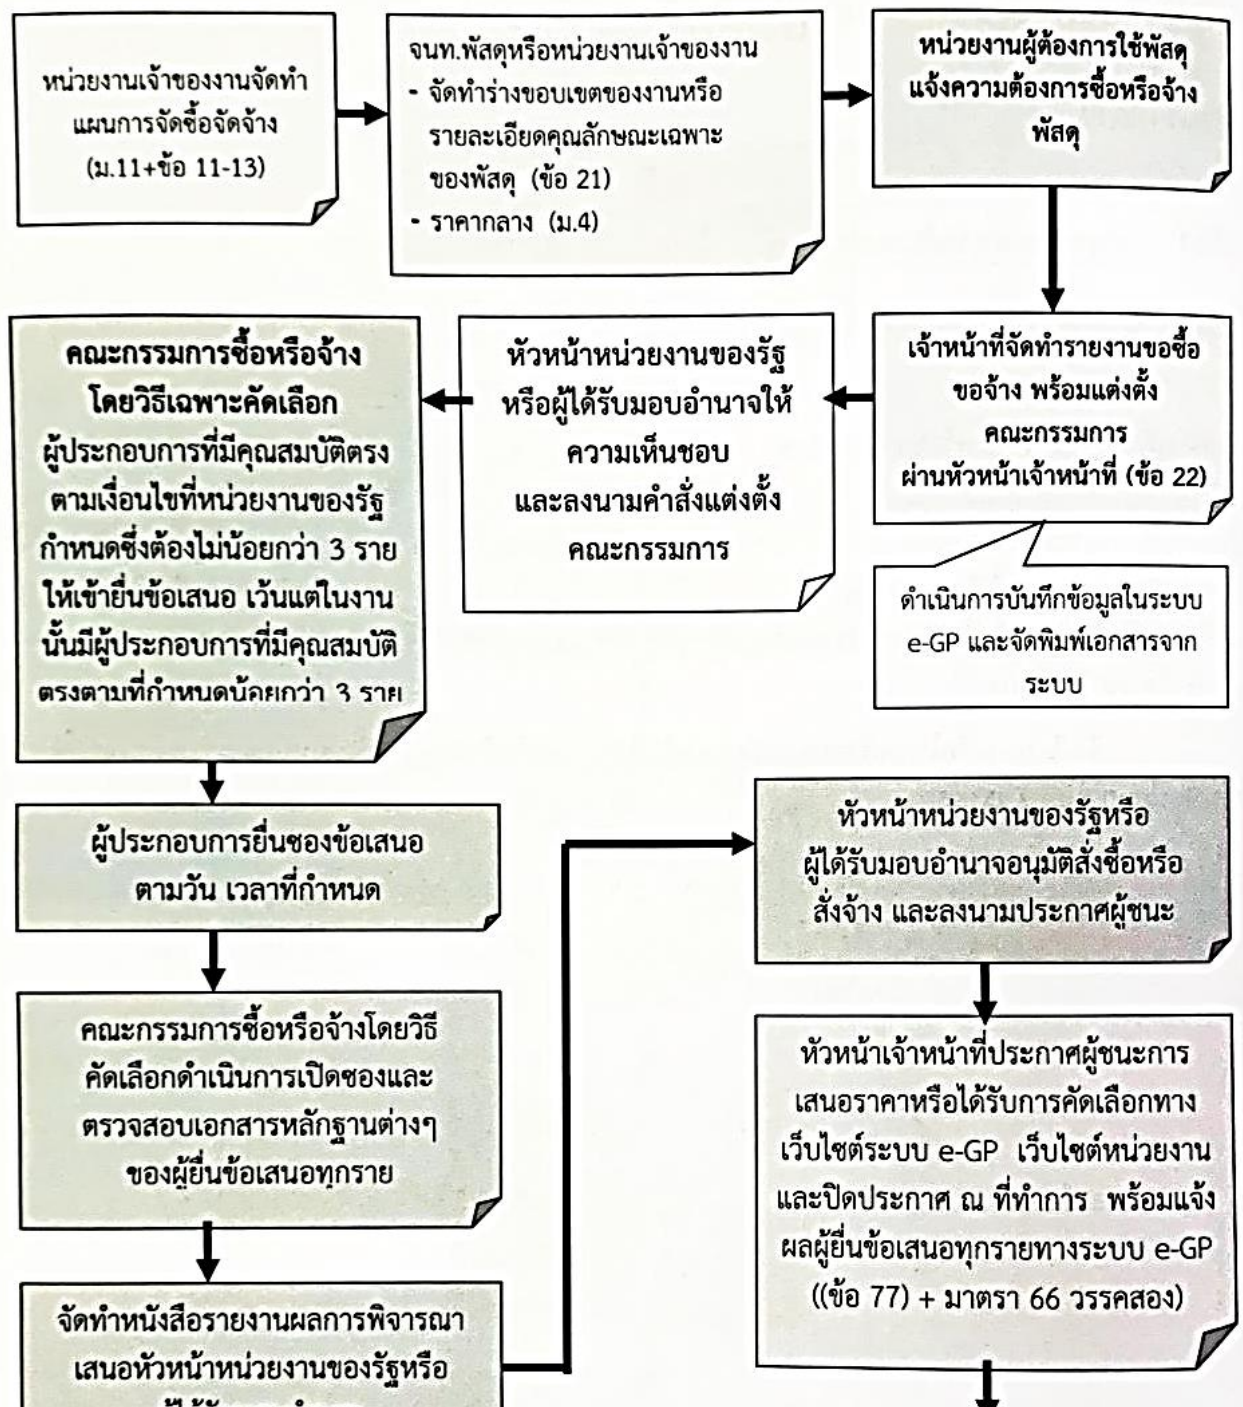 หน่วยงานเจ้าของงานจัดทำ
แผนการจัดซื้อจัดจ้าง
(ม.11+ข้อ 11-13)
จนท.พัสดุหรือหน่วยงานเจ้าของงาน
- จัดทำร่างขอบเขตของงานหรือ
รายละเอียดคุณลักษณะเฉพาะ
ของพัสดุ (ข้อ 21)
- ราคากลาง (ม.4)
หน่วยงานผู้ต้องการใช้พัสดุ
แจ้งความต้องการซื้อหรือจ้าง
พัสดุ
เจ้าหน้าที่จัดทำรายงานขอซื้อ
ขอจ้าง พร้อมแต่งตั้ง
คณะกรรมการ
ผ่านหัวหน้าเจ้าหน้าที่ (ข้อ 22)
ดำเนินการบันทึกข้อมูลในระบบ
e-GP และจัดพิมพ์เอกสารจาก
ระบบ
หัวหน้าหน่วยงานของรัฐ
หรือผู้ได้รับมอบอำนาจให้
ความเห็นชอบ
และลงนามคำสั่งแต่งตั้ง
คณะกรรมการ
คณะกรรมการซื้อหรือจ้าง
โดยวิธีเฉพาะคัดเลือก
ผู้ประกอบการที่มีคุณสมบัติตรง
ตามเงื่อนไขที่หน่วยงานของรัฐ
กำหนดซึ่งต้องไม่น้อยกว่า 3 ราย
ให้เข้ายื่นข้อเสนอ เว้นแต่ในงาน
นั้นมีผู้ประกอบการที่มีคุณสมบัติ
ตรงตามที่กำหนดน้อยกว่า 3 ราย
ผู้ประกอบการยื่นซองข้อเสนอ
ตามวัน เวลาที่กำหนด
คณะกรรมการซื้อหรือจ้างโดยวิธี
คัดเลือกดำเนินการเปิดซองและ
ตรวจสอบเอกสารหลักฐานต่างๆ
ของผู้ยื่นข้อเสนอทุกราย
จัดทำหนังสือรายงานผลการพิจารณา
เสนอหัวหน้าหน่วยงานของรัฐหรือ
หัวหน้าหน่วยงานของรัฐหรือ
ผู้ได้รับมอบอำนาจอนุมัติสั่งซื้อหรือ
สั่งจ้าง และลงนามประกาศผู้ชนะ
หัวหน้าเจ้าหน้าที่ประกาศผู้ชนะการ
เสนอราคาหรือได้รับการคัดเลือกทาง
เว็บไซต์ระบบ e-GP เว็บไซต์หน่วยงาน
และปิดประกาศ ณ ที่ทำการ พร้อมแจ้ง
ผลผู้ยื่นข้อเสนอทุกรายทางระบบ e-GP
((ข้อ 77) + มาตรา 66 วรรคสอง)